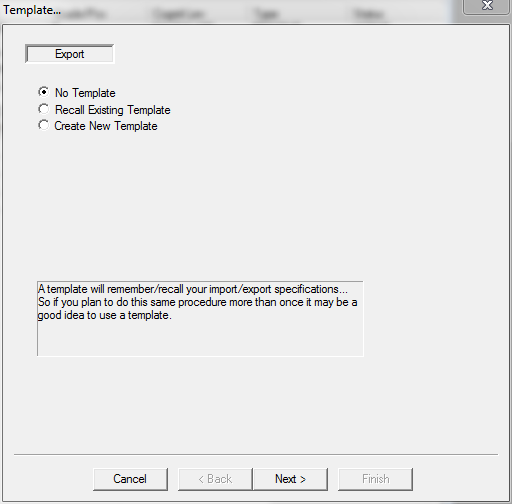 Template...
Export
No Template
Recall Existing Template
Create New Template
A template will remember/recall your import/export specifications...
So if you plan to do this same procedure more than once it may be a
good idea to use a template.
Cancel
< Back
Next >
Finish